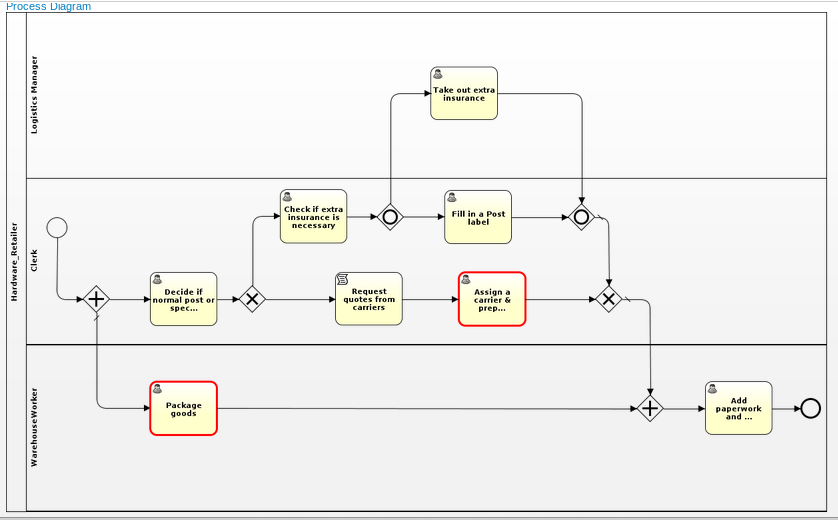 Process Diagram
Hardware_Retailer
Logistics Manager
Take out extra
insurance
Clerk
Check if extra
insurance is
necessary
Fill in a Post
label
Decide if
normal post or
spec...
Request
quotes from
carriers
Assign a
carrier &
prep...
WarehouseWorker
Package
goods
Add
paperwork
and ...